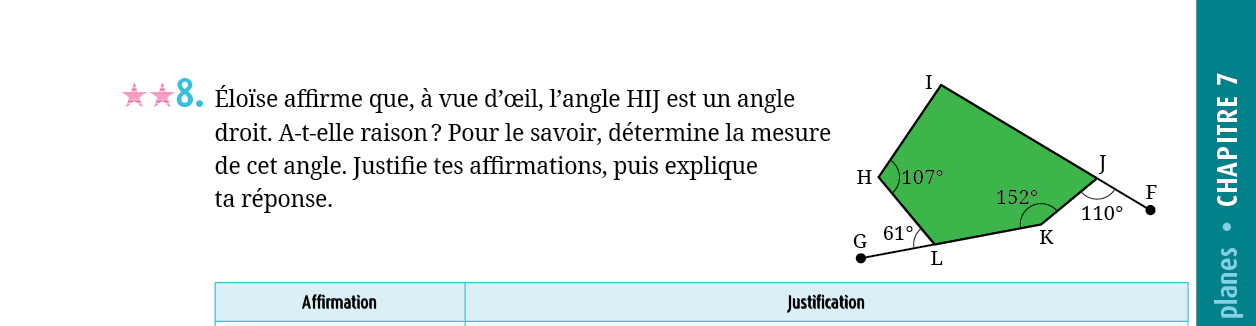 8. Éloïse affirme que, à vue d’œil, l’angle HIJ est un angle
droit. A-t-elle raison ? Pour le savoir, détermine la mesure
de cet angle. Justifie tes affirmations, puis explique
ta réponse.
I
J
H
107°
F
152°
110°
61°
G
K
L
Affirmation
Justification
planes • CHAPITRE 7